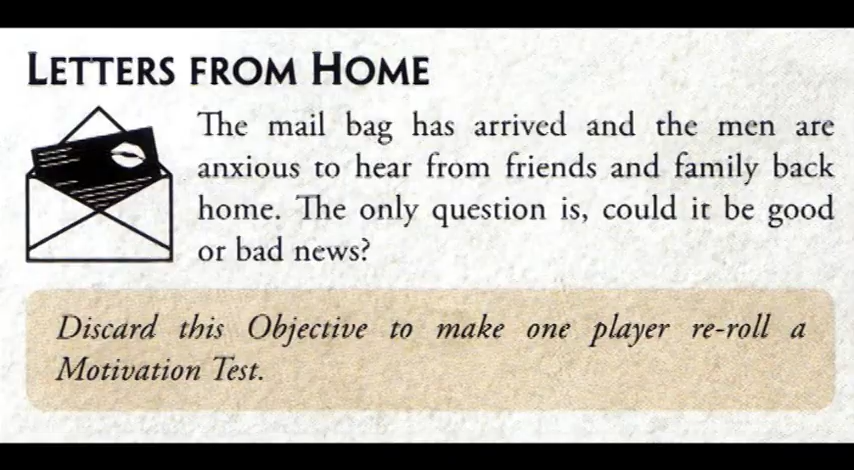 LETTERS FROM HOME
The mail bag has arrived and the men are
anxious to hear from friends and family back
home. The only question is, could it be good
or bad news?
Discard this Objective to make one player re-roll a
Motivation Test.